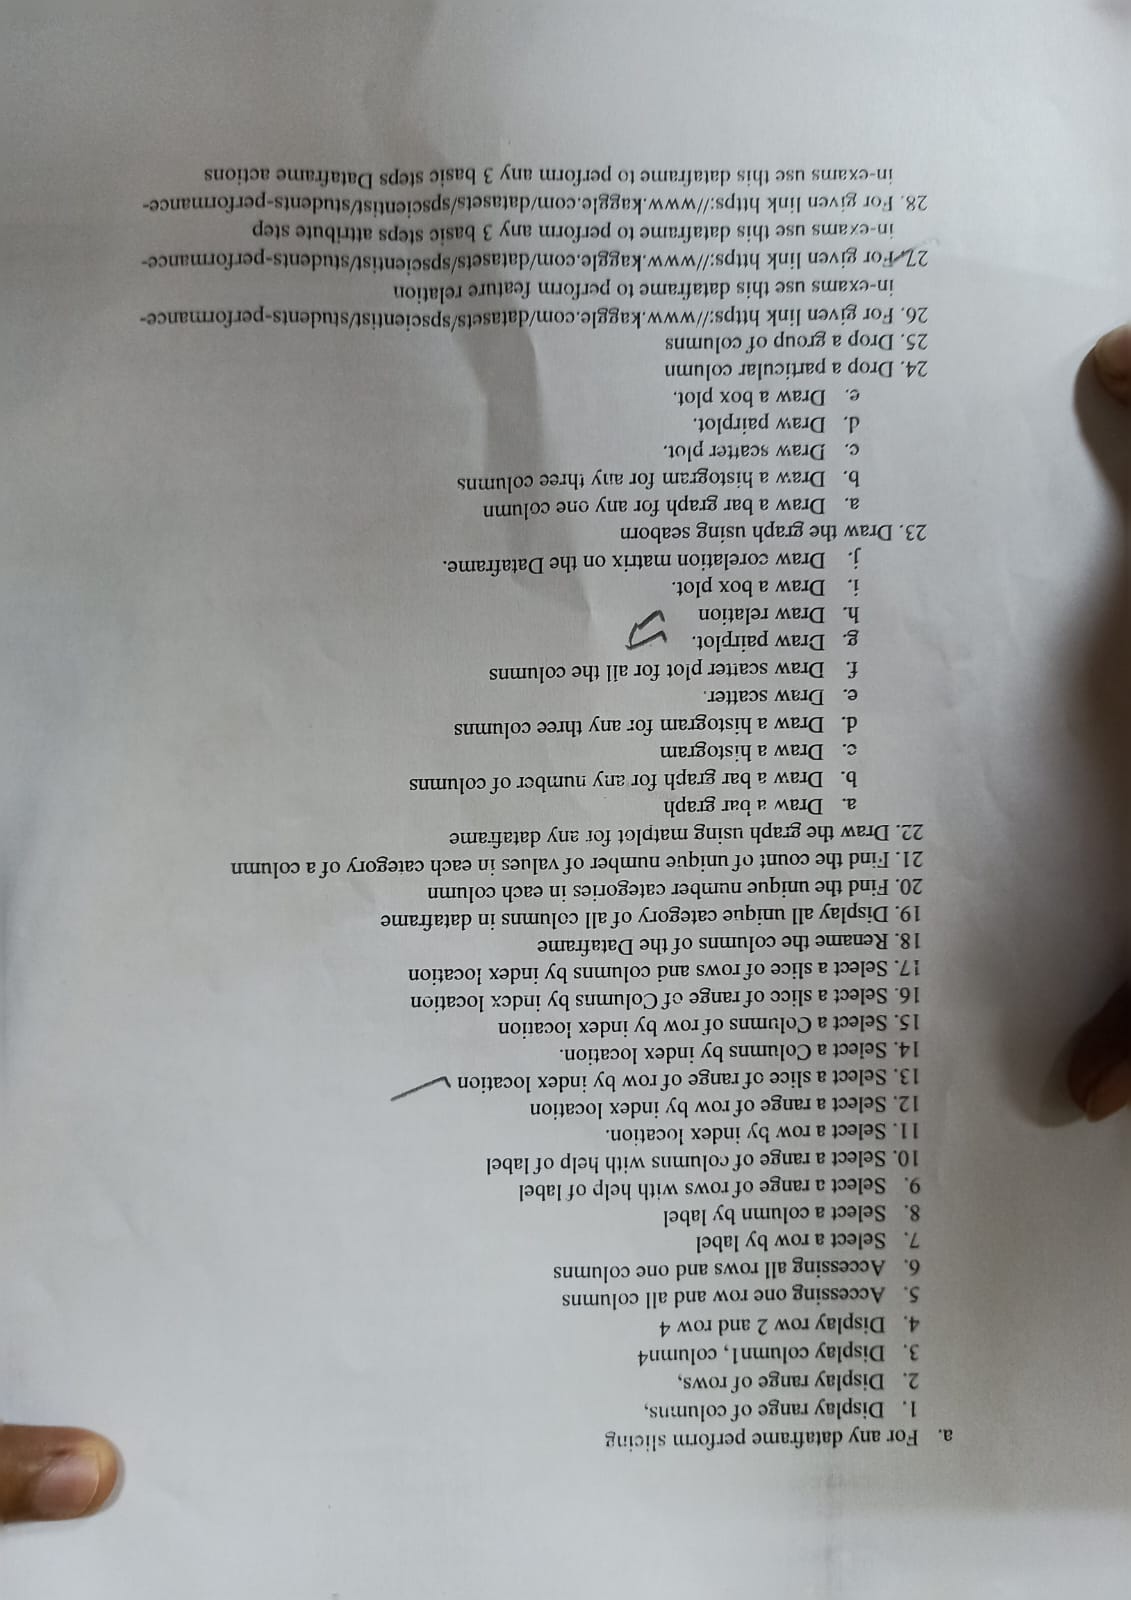 a. For any dataframe perform slicing
1. Display range of columns,
2. Display range of rows,
3. Display column1, column4
4. Display row 2 and row 4
5. Accessing one row and all columns
6. Accessing all rows and one columns
7. Select a row by label
8. Select a column by label
9. Select a range of rows with help of label
10. Select a range of columns with help of label
11. Select a row by index location.
12. Select a range of row by index location
13. Select a slice of range of row by index location
14. Select a Columns by index location.
15. Select a Columns of row by index location
16. Select a slice of range of Columns by index location
17. Select a slice of rows and columns by index location
18. Rename the columns of the Dataframe
19. Display all unique category of all columns in dataframe
20. Find the unique number categories in each column
21. Find the count of unique number of values in each category of a column
22. Draw the graph using matplot for any dataframe
a. Draw a bar graph
b. Draw a bar graph for any number of columns
c. Draw a histogram
d. Draw a histogram for any three columns
e. Draw scatter.
f. Draw scatter plot for all the columns
g. Draw pairplot.
h. Draw relation
i. Draw a box plot.
j. Draw corelation matrix on the Dataframe.
23. Draw the graph using seaborn
a. Draw a bar graph for any one column
b. Draw a histogram for any three columns
c. Draw scatter plot.
d. Draw pairplot.
e. Draw a box plot.
24. Drop a particular column
25. Drop a group of columns
26. For given link https://www.kaggle.com/datasets/spscientist/students-performance-
in-exams use this dataframe to perform feature relation
27. For given link https://www.kaggle.com/datasets/spscientist/students-performance-
in-exams use this dataframe to perform any 3 basic steps attribute step
28. For given link https://www.kaggle.com/datasets/spscientist/students-performance-
in-exams use this dataframe to perform any 3 basic steps Dataframe actions